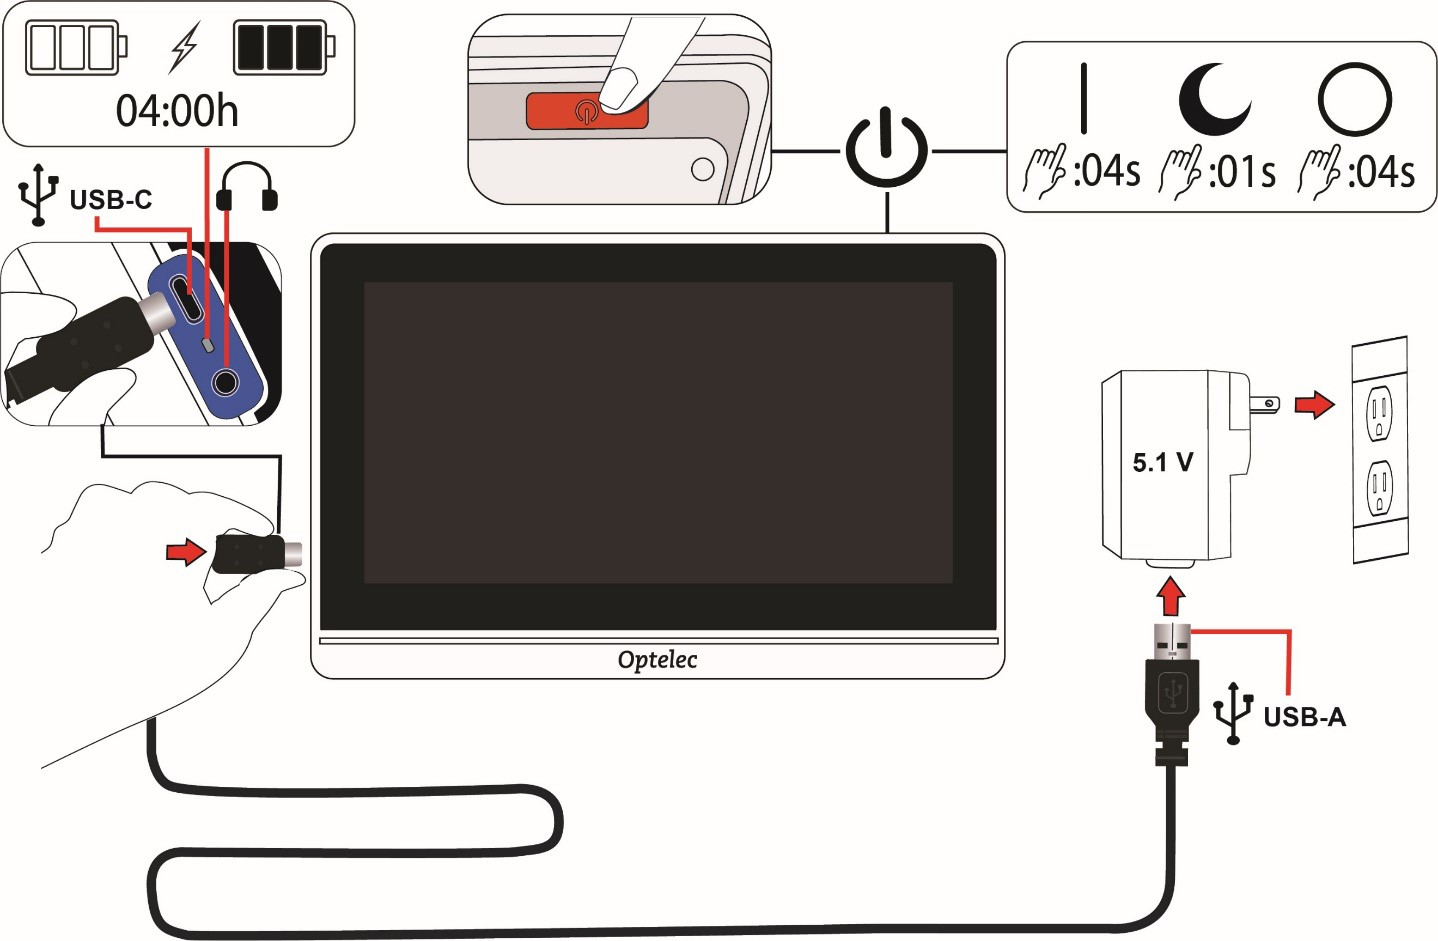 04:00h
USB-C
:04s :01s :04s
5.1 V
Optelec
USB-A